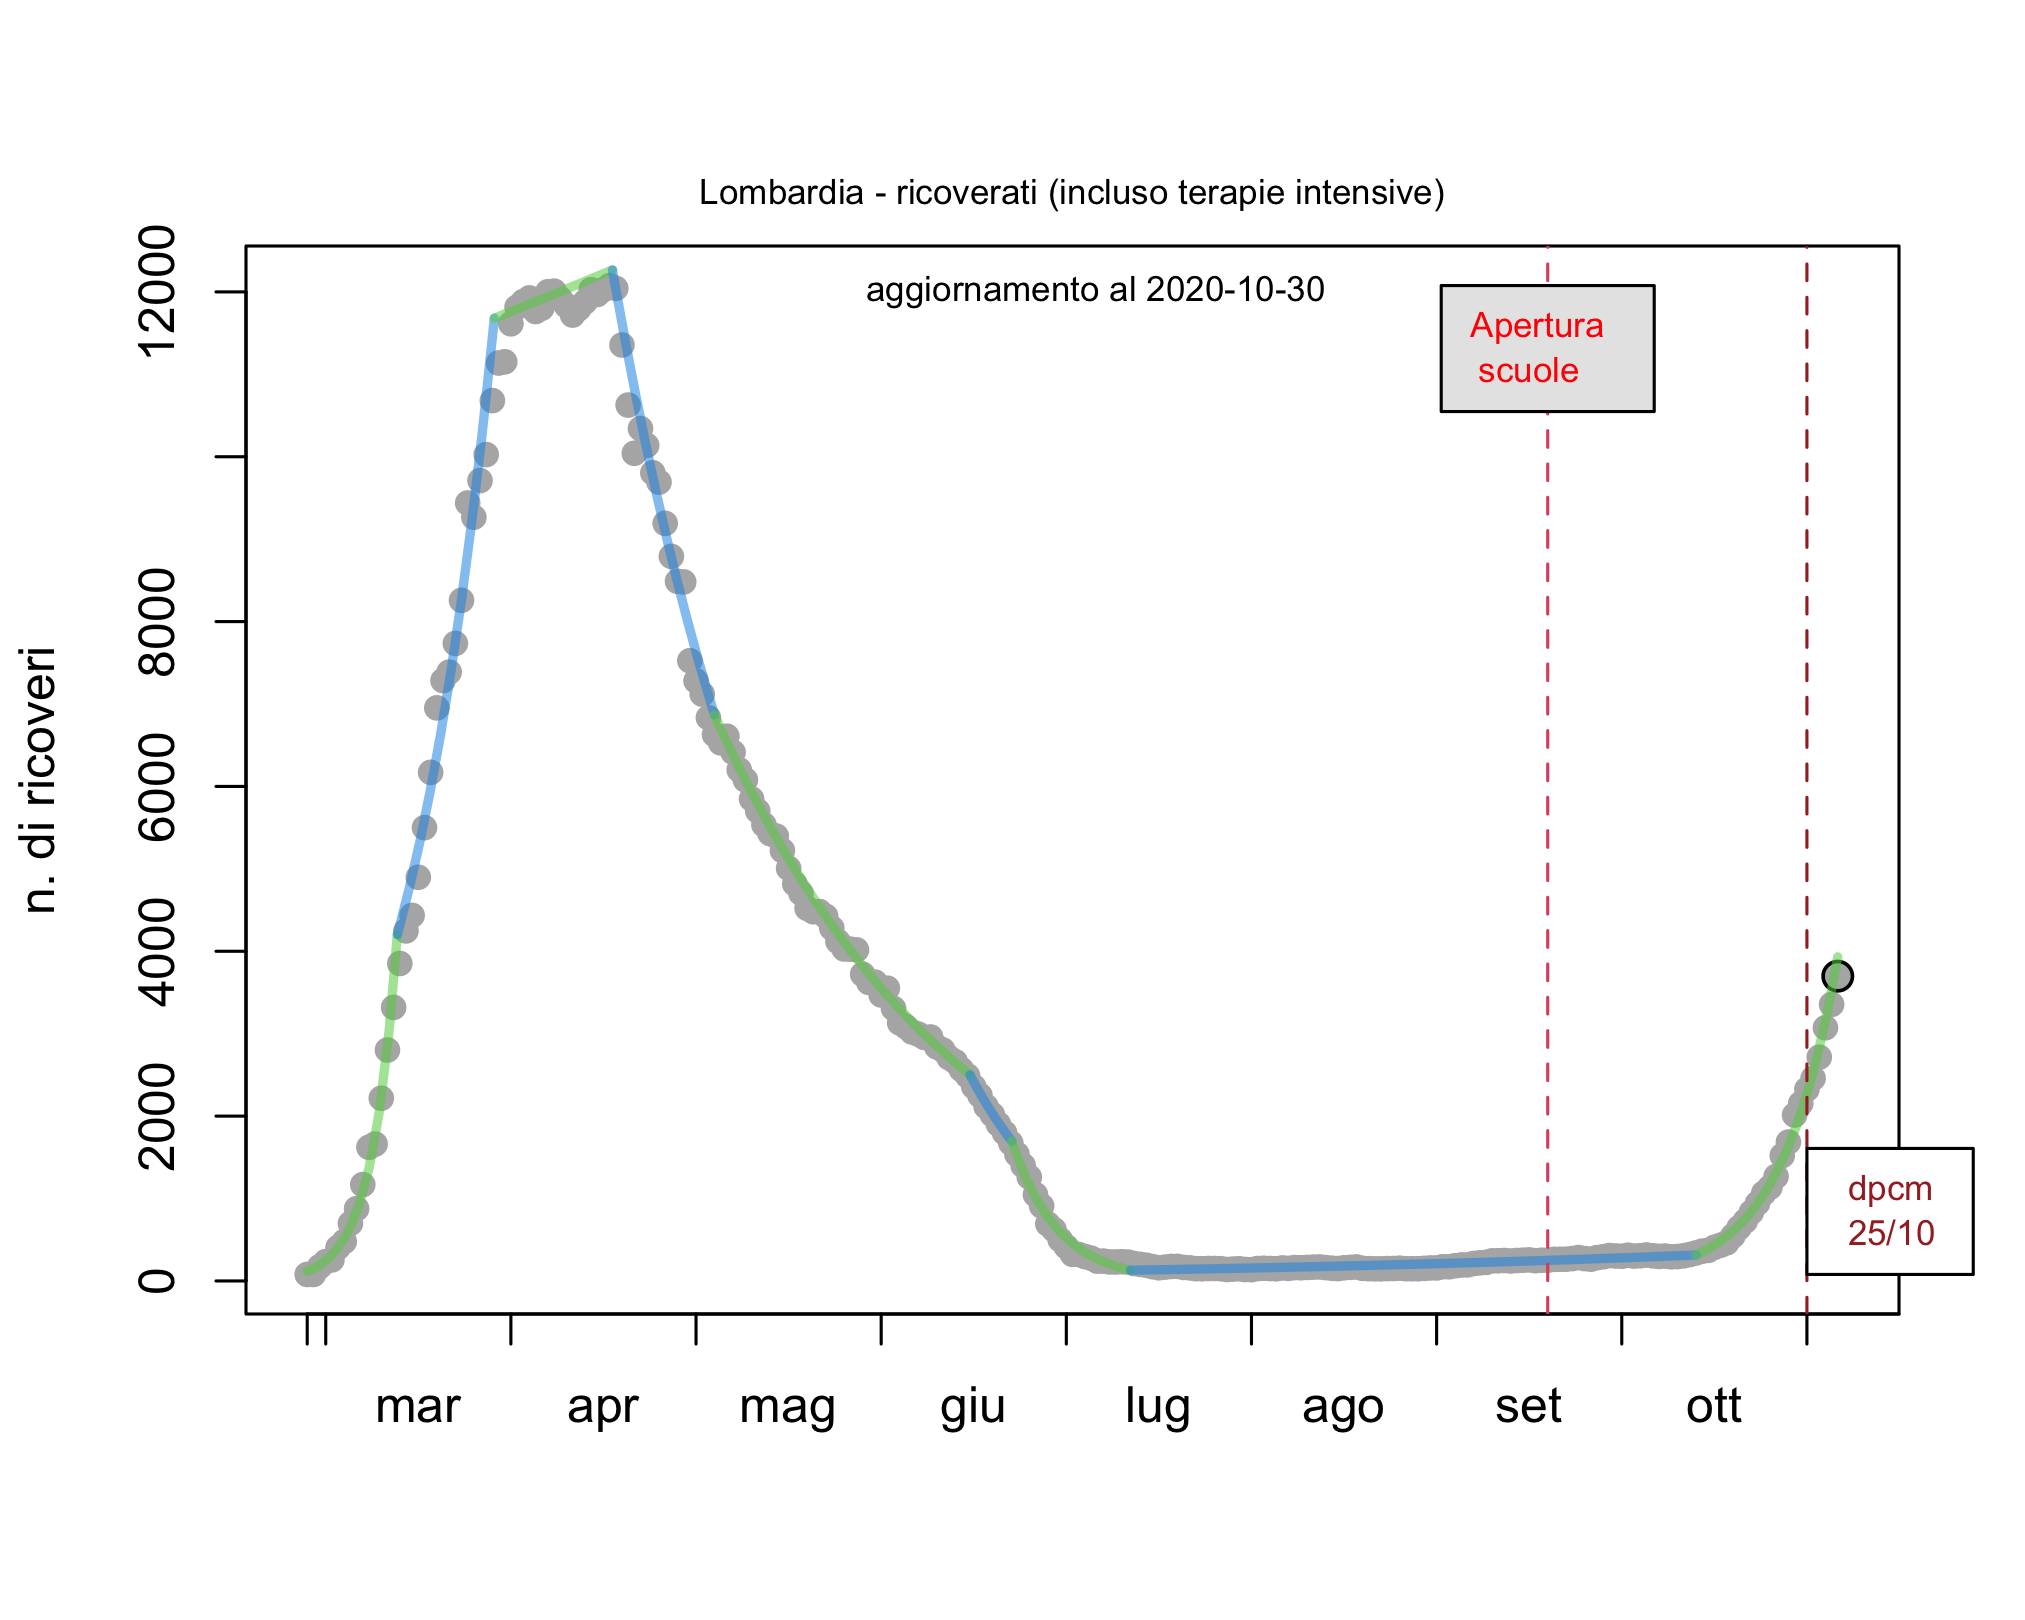 Lombardia - ricoverati (incluso terapie intensive)
aggiornamento al 2020-10-30
Apertura
scuole
dpcm
25/10
n. di ricoveri
12000
8000
6000
4000
2000
0
mar apr mag giu lug ago set ott